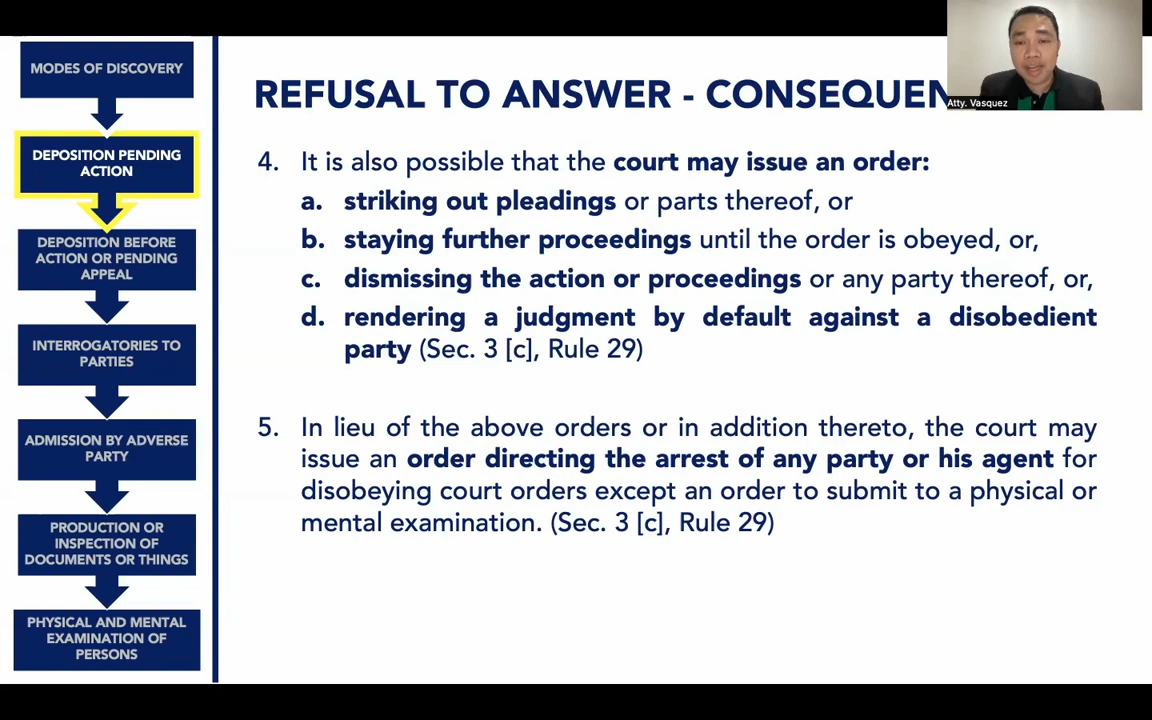 MODES OF DISCOVERY
DEPOSITION PENDING
ACTION
DEPOSITION BEFORE
ACTION OR PENDING
APPEAL
INTERROGATORIES TO
PARTIES
ADMISSION BY ADVERSE
PARTY
PRODUCTION OR
INSPECTION OF
DOCUMENTS OR THINGS
PHYSICAL AND MENTAL
EXAMINATION OF
PERSONS
REFUSAL TO ANSWER - CONSEQUEN
Atty. Vasquez
4. It is also possible that the court may issue an order:
a. striking out pleadings or parts thereof, or
b. staying further proceedings until the order is obeyed, or,
c. dismissing the action or proceedings or any party thereof, or,
d. rendering a judgment by default against a disobedient
party (Sec. 3 [c], Rule 29)
5. In lieu of the above orders or in addition thereto, the court may
issue an order directing the arrest of any party or his agent for
disobeying court orders except an order to submit to a physical or
mental examination. (Sec. 3 [c], Rule 29)